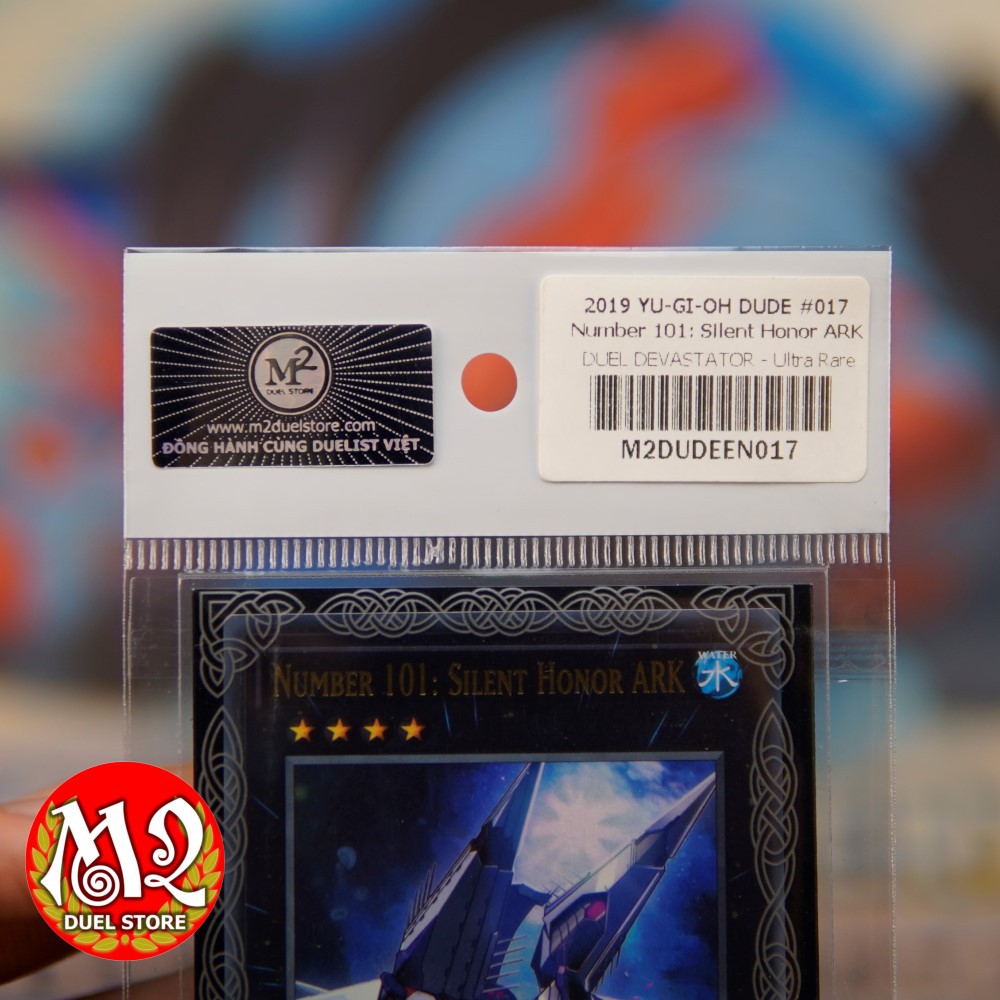 2019 YU-GI-OH DUDE #017
Number 101: SIlent Honor ARK
DUEL DEVASTATOR - Ultra Rare
M2DUDEEN017
M2
DUEL STORE
www.m2duelstore.com
ĐỒNG HÀNH CÙNG DUELIST VIỆT
NUMBER 101: SILENT HONOR ARK
WATER
水
M2
DUEL STORE